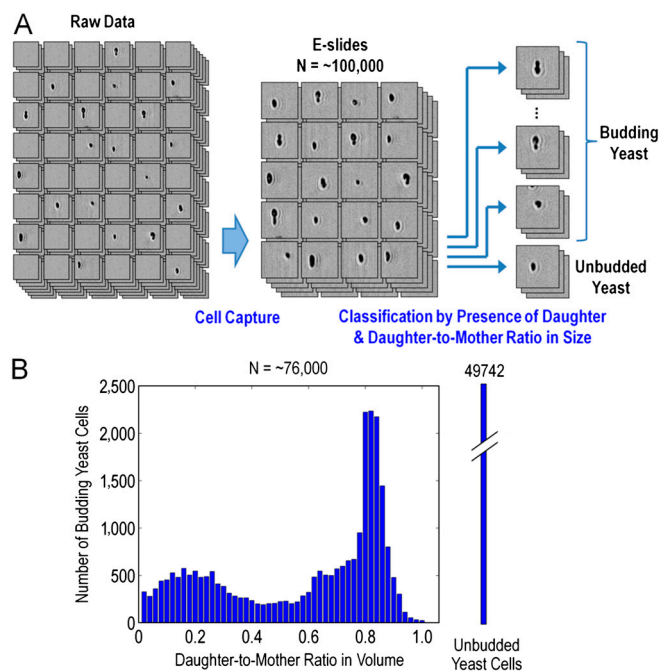 A
Raw Data
E-slides
N = ~100,000
...
Budding
Yeast
Unbudded
Yeast
Cell Capture
Classification by Presence of Daughter
& Daughter-to-Mother Ratio in Size
B
N = ~76,000
49742
2,500
2,000
1,500
1,000
500
0
Number of Budding Yeast Cells
0 0.2 0.4 0.6 0.8 1.0
Daughter-to-Mother Ratio in Volume
Unbudded
Yeast Cells